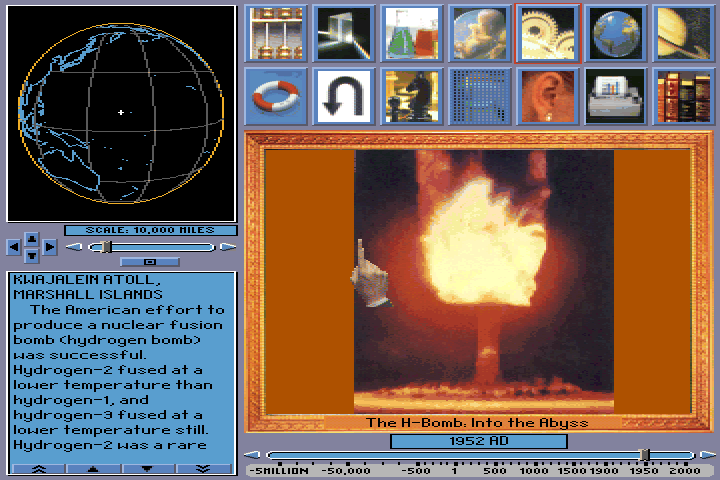 SCALE: 10,000 MILES
KWAJALEIN ATOLL,
MARSHALL ISLANDS
The American effort to
produce a nuclear fusion
bomb (hydrogen bomb)
was successful.
Hydrogen-2 fused at a
lower temperature than
hydrogen-1, and
hydrogen-3 fused at a
lower temperature still.
Hydrogen-2 was a rare
The H-Bomb: Into the Abyss
1952 AD
-5MILLION -50,000 -500 1 500 1000 1500 1900 1950 2000